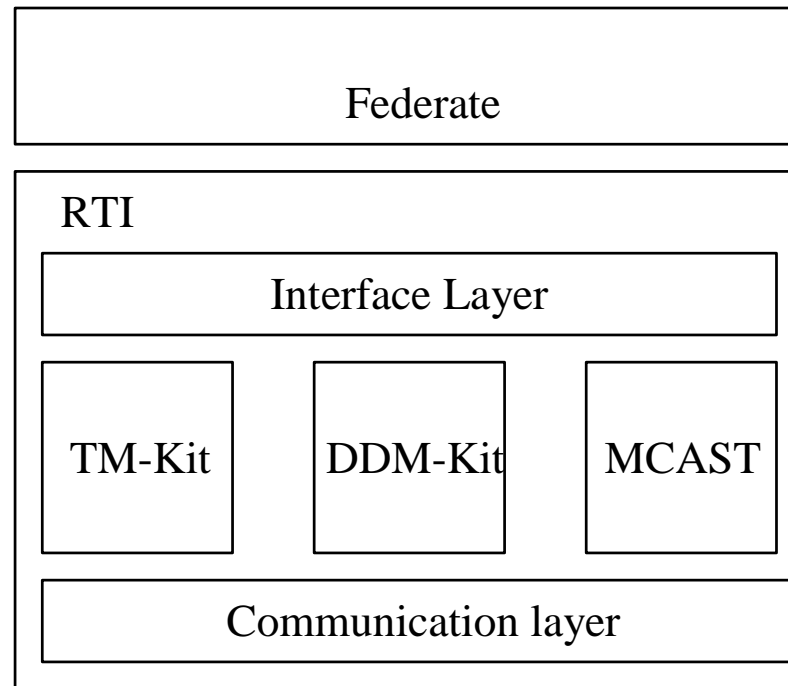 Federate
RTI
Interface Layer
TM-Kit DDM-Kit MCAST
Communication layer